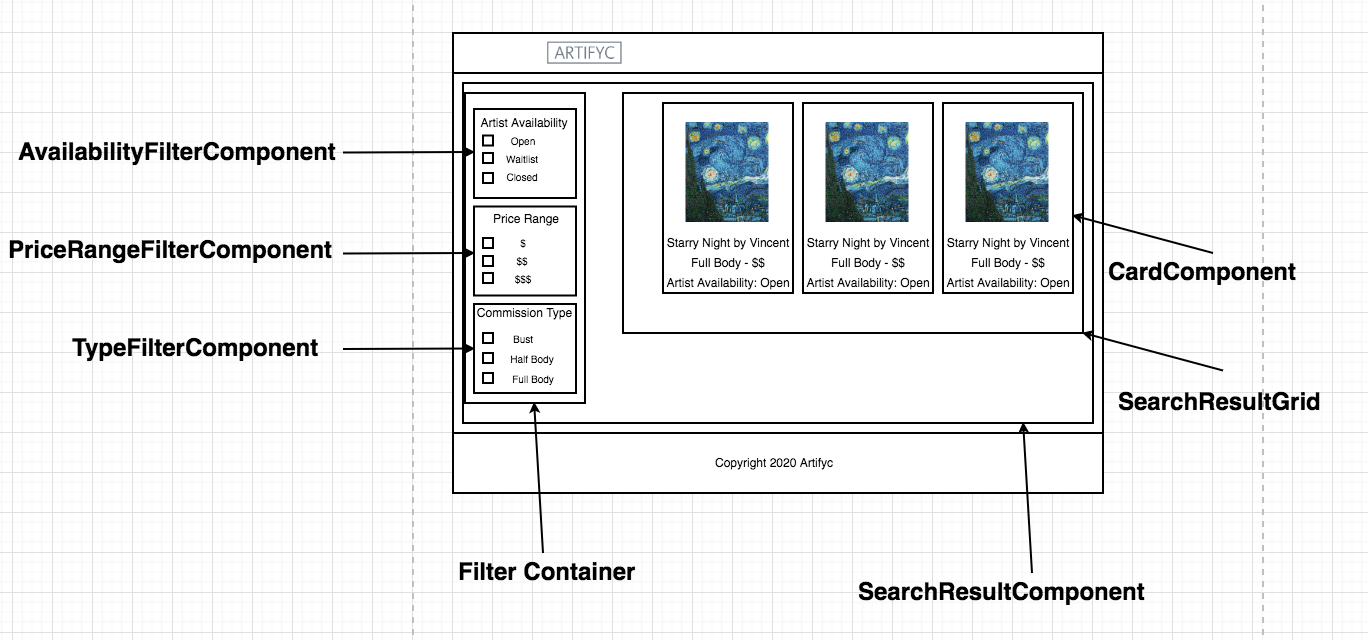 ARTIFYC
AvailabilityFilterComponent
Artist Availability
Open
Waitlist
Closed
PriceRangeFilterComponent
Price Range
$
$$
$$$
TypeFilterComponent
Commission Type
Bust
Half Body
Full Body
Starry Night by Vincent
Full Body - $$
Artist Availability: Open
Starry Night by Vincent
Full Body - $$
Artist Availability: Open
Starry Night by Vincent
Full Body - $$
Artist Availability: Open
CardComponent
SearchResultGrid
Copyright 2020 Artifyc
Filter Container
SearchResultComponent